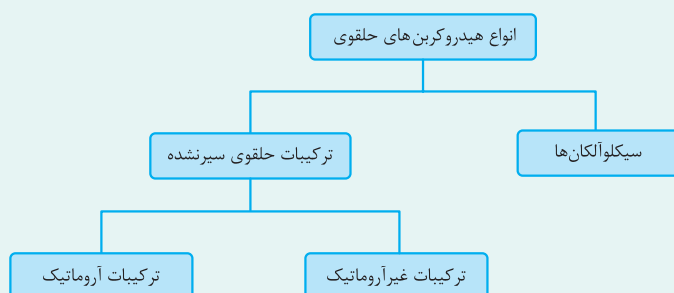 انواع هیدروکربن‌های حلقوی
سیکلوآلکان‌ها
ترکیبات حلقوی سیرنشده
ترکیبات غیرآروماتیک
ترکیبات آروماتیک